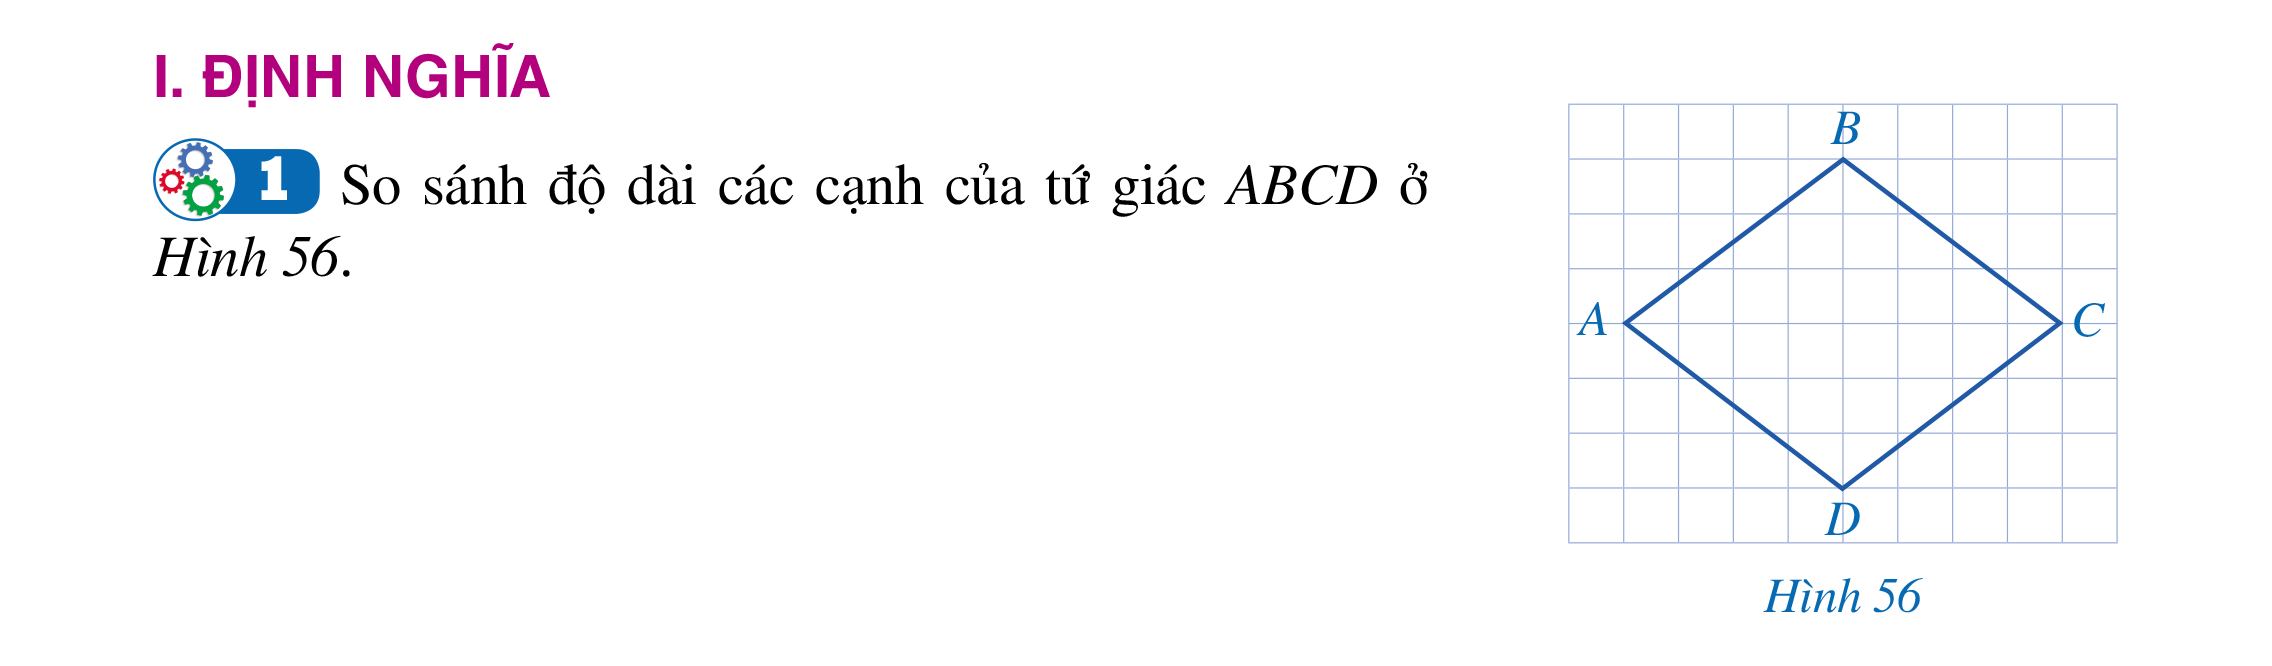 I. ĐỊNH NGHĨA
1 So sánh độ dài các cạnh của tứ giác ABCD ở
Hình 56.
B
A
C
D
Hình 56